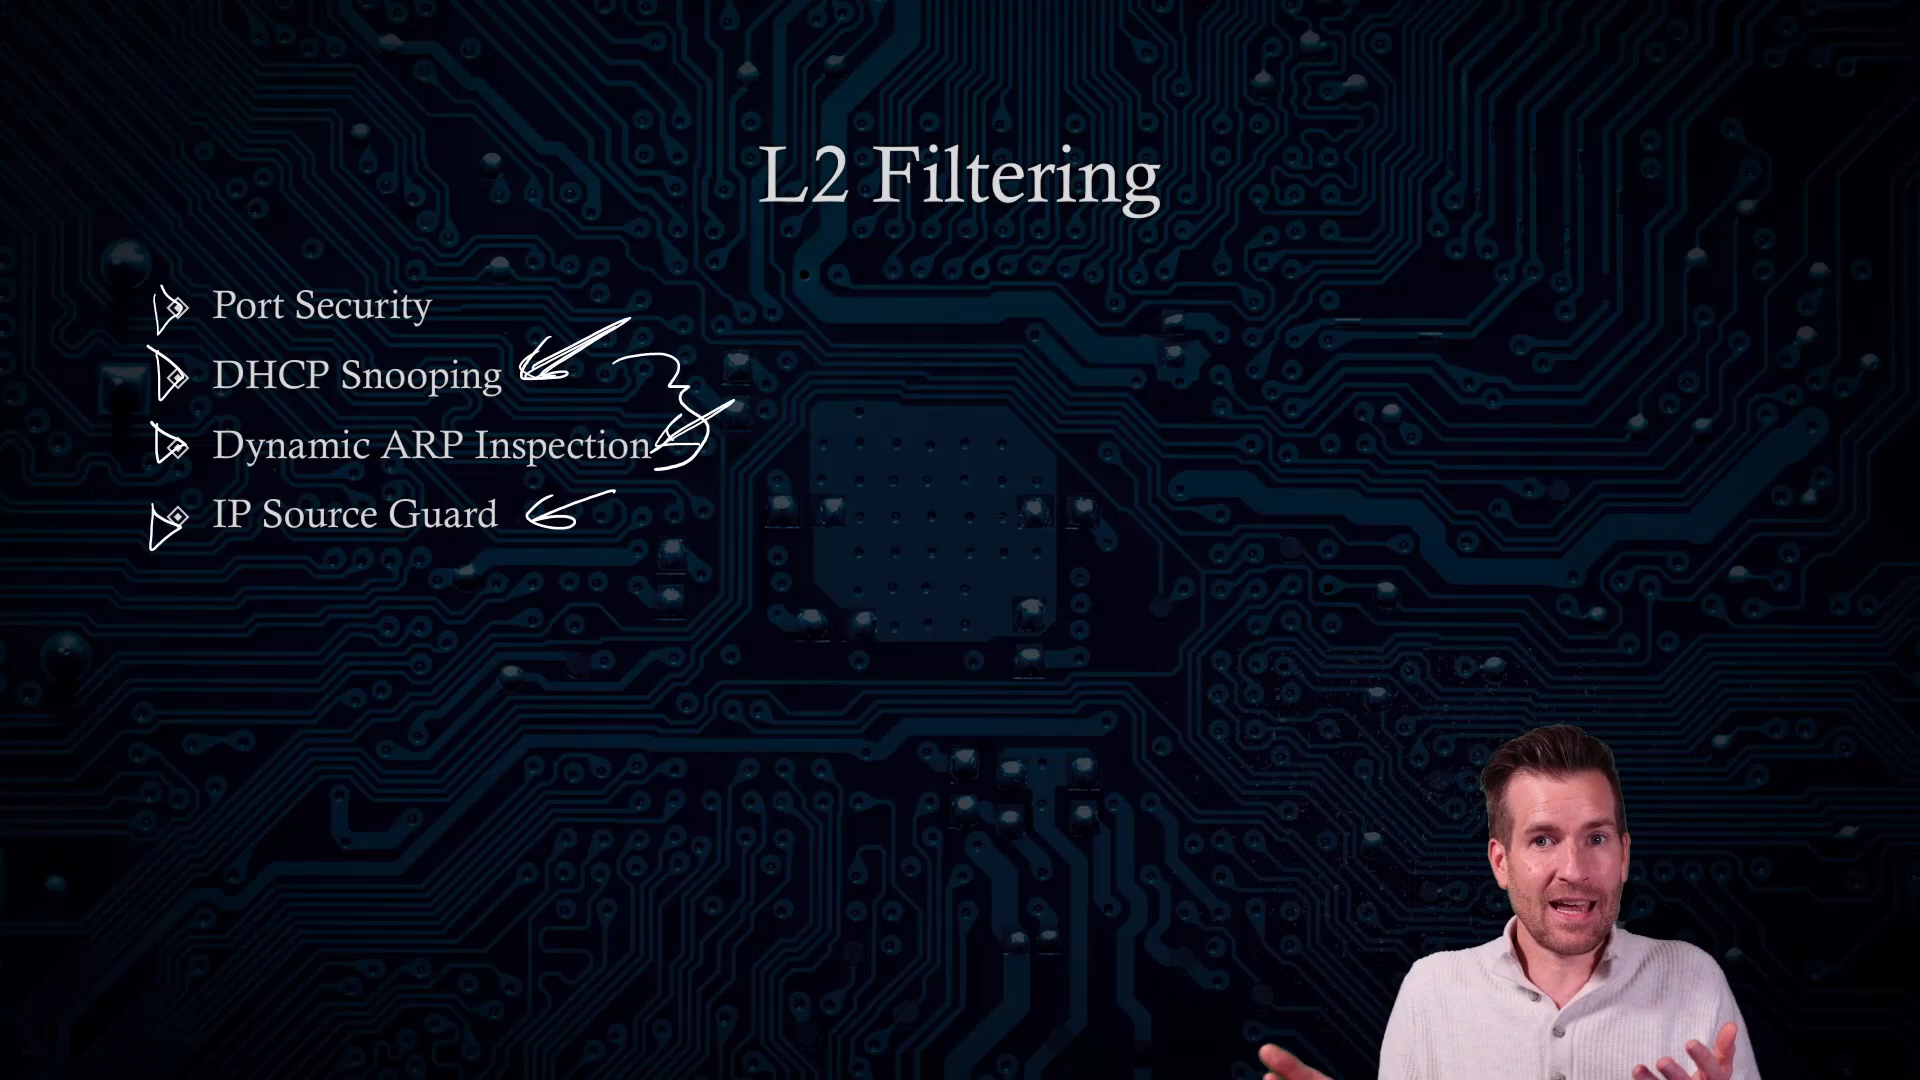 L2 Filtering
Port Security
DHCP Snooping
Dynamic ARP Inspection
IP Source Guard